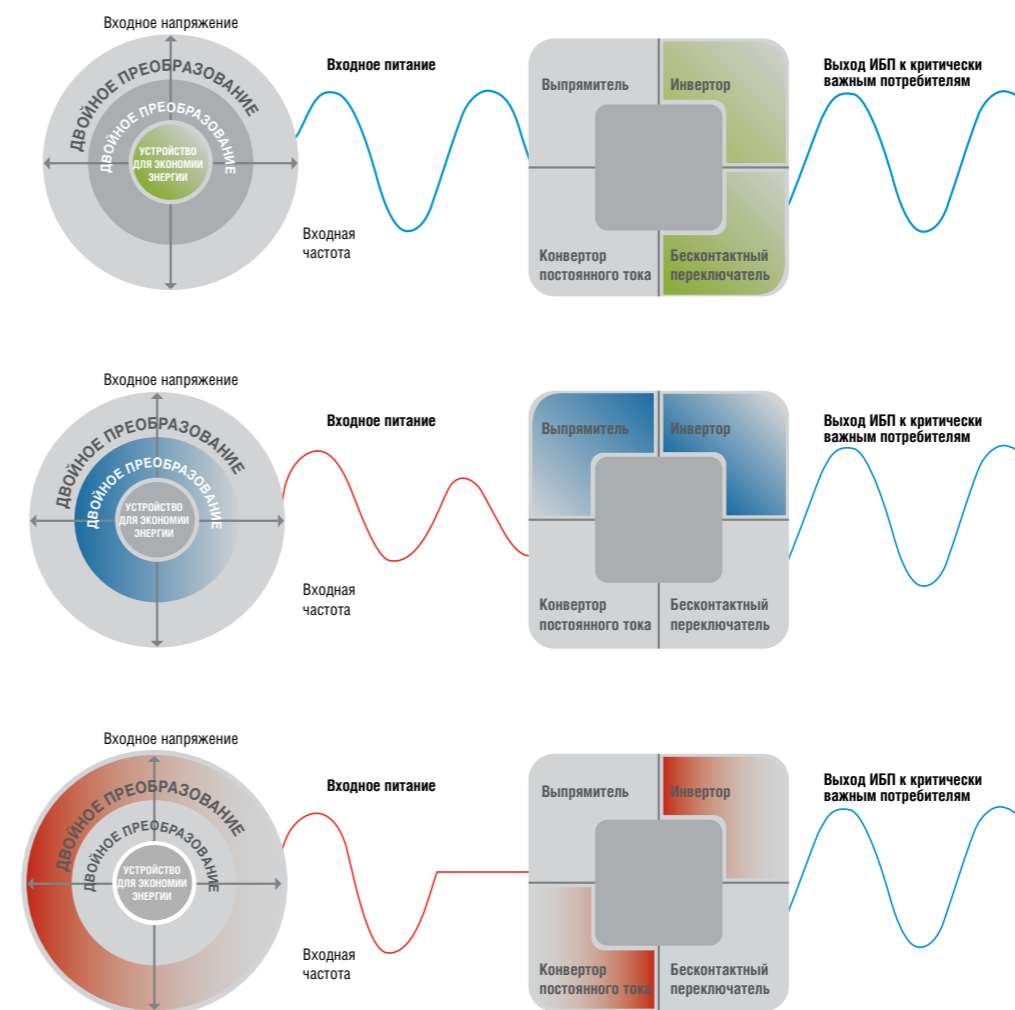 Входное напряжение
ДВОЙНОЕ ПРЕОБРАЗОВАНИЕ
ДВОЙНОЕ ПРЕОБРАЗОВАНИЕ
УСТРОЙСТВО
ДЛЯ ЭКОНОМИИ
ЭНЕРГИИ
Входная
частота
Входное питание
Выпрямитель
Инвертор
Конвертор
постоянного тока
Бесконтактный
переключатель
Выход ИБП к критически
важным потребителям
Входное напряжение
ДВОЙНОЕ ПРЕОБРАЗОВАНИЕ
ДВОЙНОЕ ПРЕОБРАЗОВАНИЕ
УСТРОЙСТВО
ДЛЯ ЭКОНОМИИ
ЭНЕРГИИ
Входная
частота
Входное питание
Выпрямитель
Инвертор
Конвертор
постоянного тока
Бесконтактный
переключатель
Выход ИБП к критически
важным потребителям
Входное напряжение
ДВОЙНОЕ ПРЕОБРАЗОВАНИЕ
ДВОЙНОЕ ПРЕОБРАЗОВАНИЕ
УСТРОЙСТВО
ДЛЯ ЭКОНОМИИ
ЭНЕРГИИ
Входная
частота
Входное питание
Выпрямитель
Инвертор
Конвертор
постоянного тока
Бесконтактный
переключатель
Выход ИБП к критически
важным потребителям